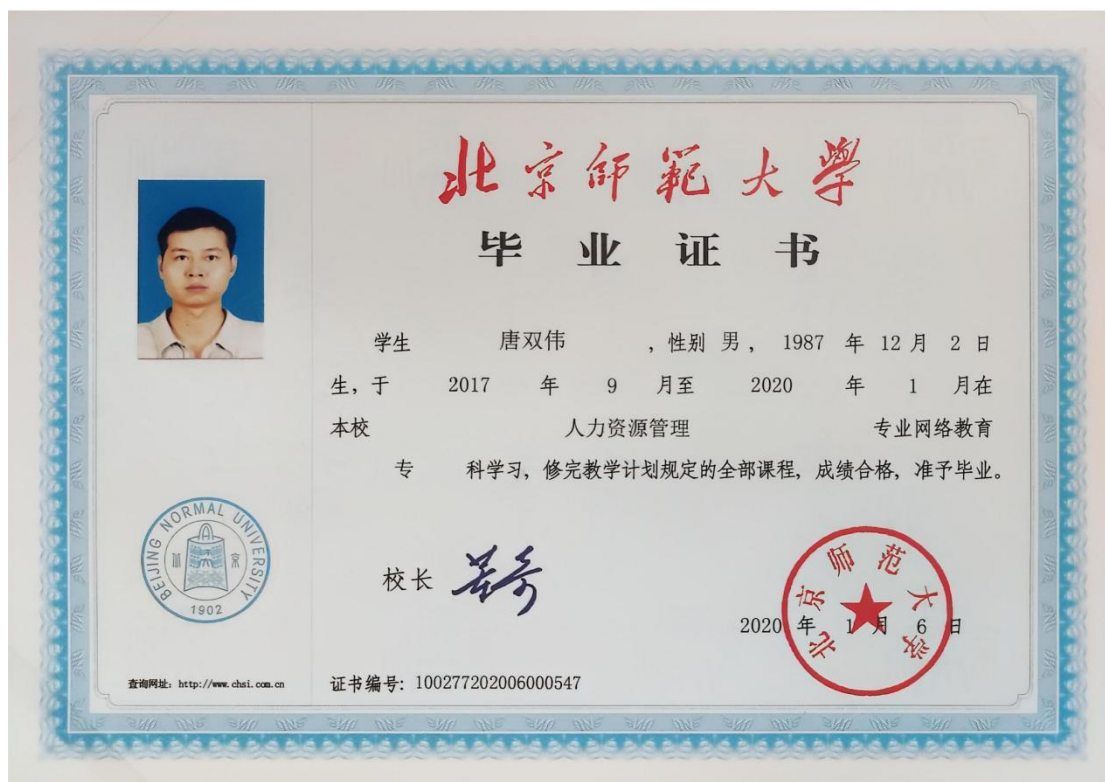 北京師範大學
毕业证书
学生 唐双伟 ，性别 男 ， 1987 年 12 月 2 日
生，于 2017 年 9 月至 2020 年 1 月在
本校 人力资源管理 专业网络教育
专 科学习，修完教学计划规定的全部课程，成绩合格，准予毕业。
BEIJING NORMAL UNIVERSITY
1902
校长
北京师范大学
2020 年 1 月 6 日
查询网址：http://www.chsi.com.cn
证书编号：100277202006000547